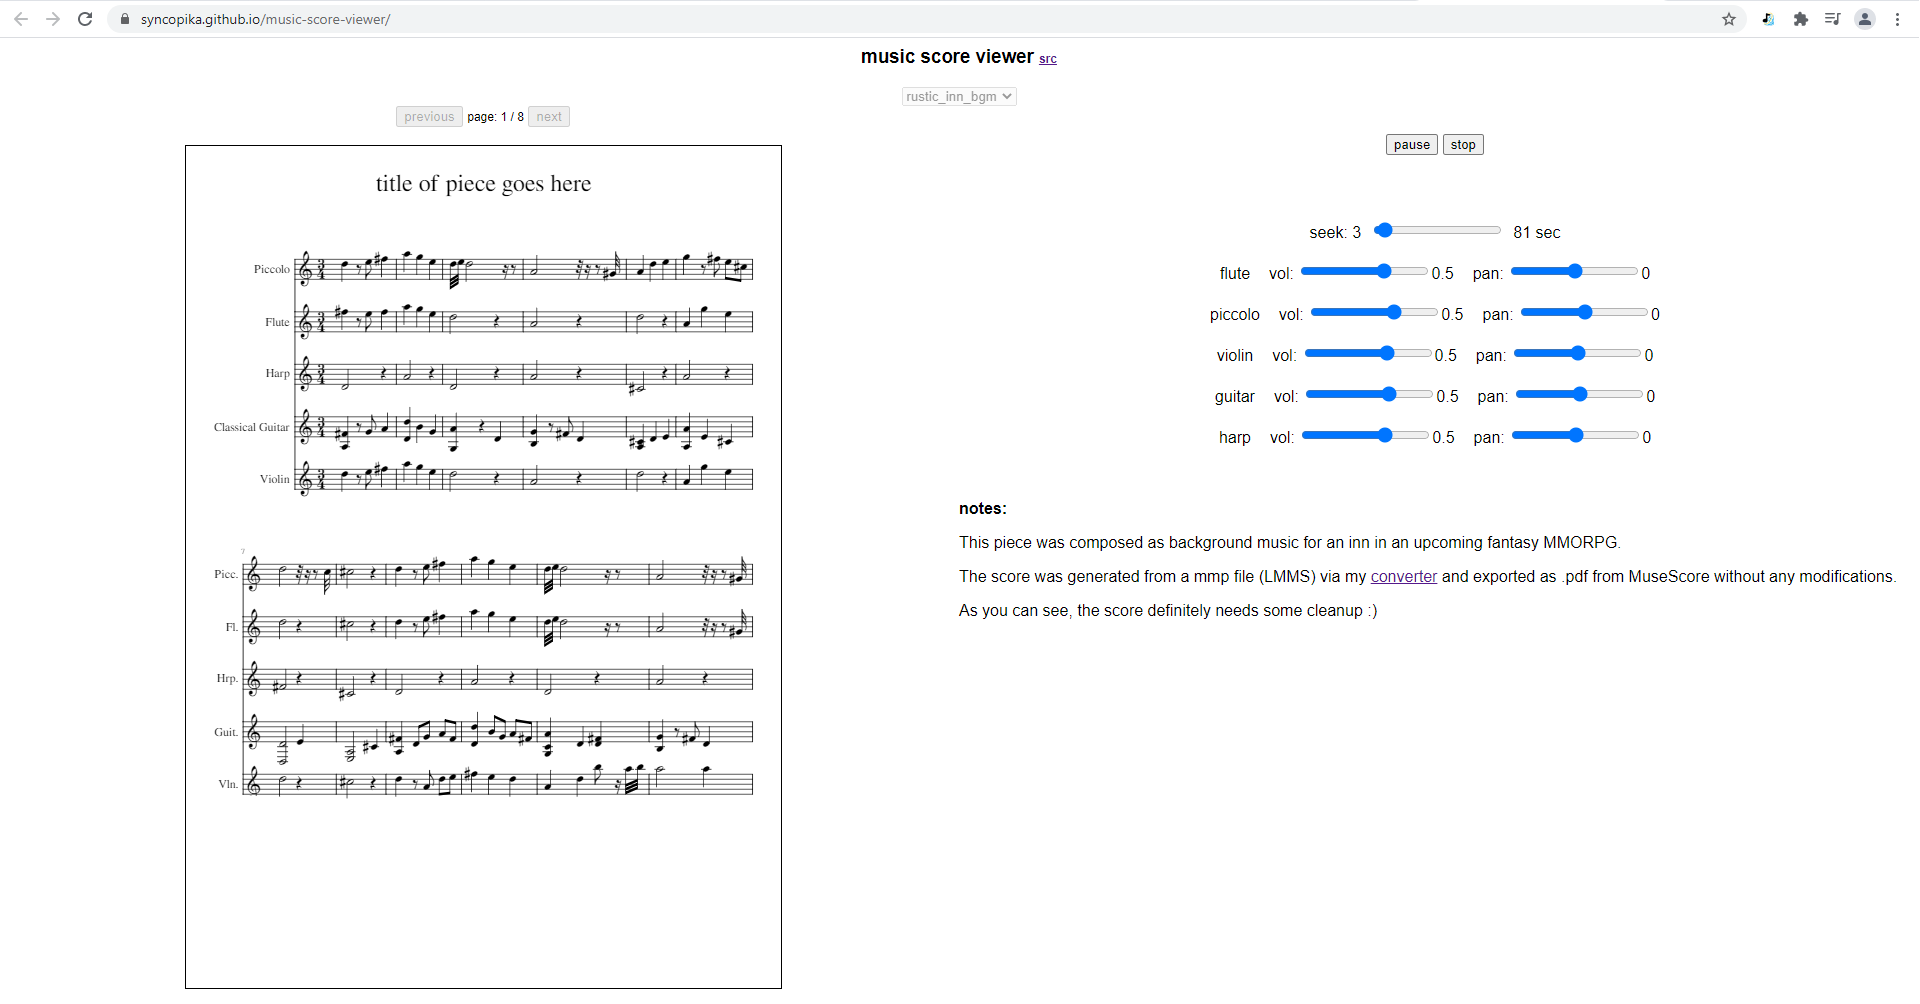 syncopika.github.io/music-score-viewer/
music score viewer src
rustic_inn_bgm
previous page: 1 / 8 next
pause stop
title of piece goes here
seek: 3 81 sec
Piccolo
flute vol: 0.5 pan: 0
Flute
piccolo vol: 0.5 pan: 0
Harp
violin vol: 0.5 pan: 0
Classical Guitar
guitar vol: 0.5 pan: 0
Violin
harp vol: 0.5 pan: 0
notes:
This piece was composed as background music for an inn in an upcoming fantasy MMORPG.
The score was generated from a mmp file (LMMS) via my converter and exported as .pdf from MuseScore without any modifications.
As you can see, the score definitely needs some cleanup :)
7
Picc.
Fl.
Hrp.
Guit.
Vln.